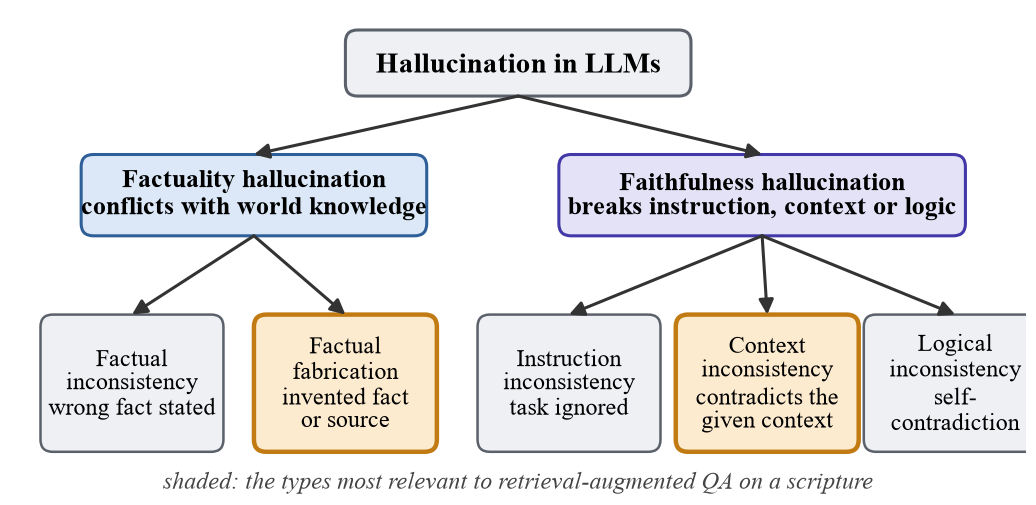 Hallucination in LLMs
Factuality hallucination
conflicts with world knowledge
Faithfulness hallucination
breaks instruction, context or logic
Factual
inconsistency
wrong fact stated
Factual
fabrication
invented fact
or source
Instruction
inconsistency
task ignored
Context
inconsistency
contradicts the
given context
Logical
inconsistency
self-
contradiction
shaded: the types most relevant to retrieval-augmented QA on a scripture